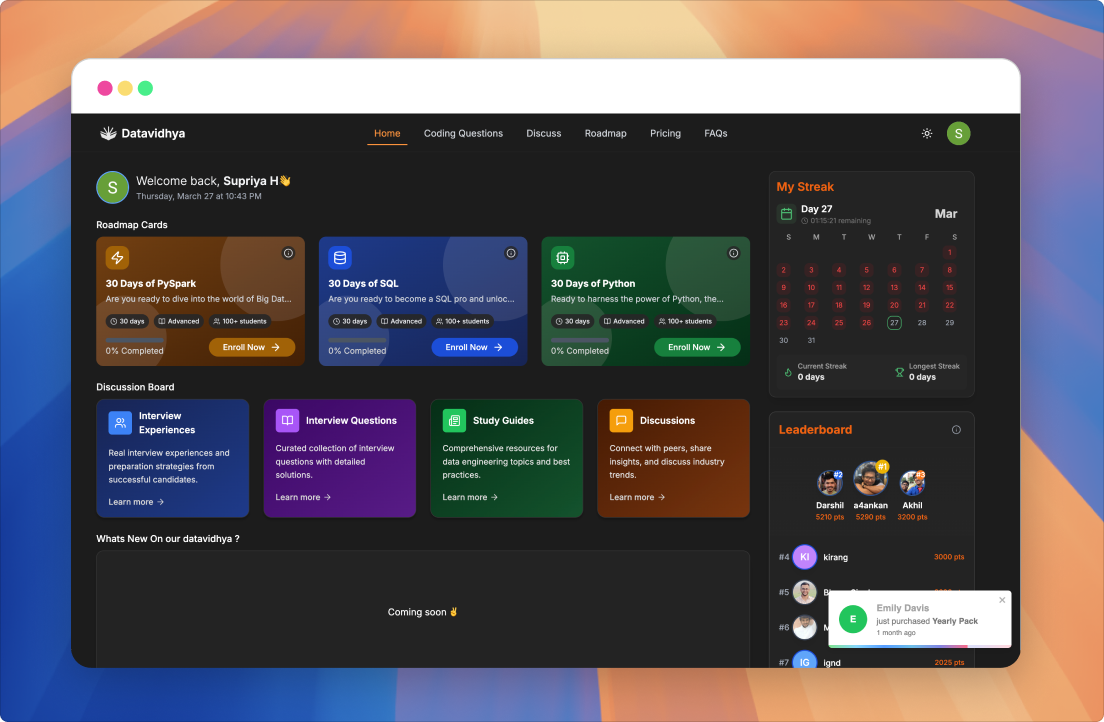 Datavidhya
Home Coding Questions Discuss Roadmap Pricing FAQs
S
S
Welcome back, Supriya H👋
Thursday, March 27 at 10:43 PM
Roadmap Cards
30 Days of PySpark
Are you ready to dive into the world of Big Dat...
30 days Advanced 100+ students
0% Completed
Enroll Now →
30 Days of SQL
Are you ready to become a SQL pro and unloc...
30 days Advanced 100+ students
0% Completed
Enroll Now →
30 Days of Python
Ready to harness the power of Python, the...
30 days Advanced 100+ students
0% Completed
Enroll Now →
Discussion Board
Interview
Experiences
Real interview experiences and
preparation strategies from
successful candidates.
Learn more →
Interview Questions
Curated collection of interview
questions with detailed
solutions.
Learn more →
Study Guides
Comprehensive resources for
data engineering topics and best
practices.
Learn more →
Discussions
Connect with peers, share
insights, and discuss industry
trends.
Learn more →
Whats New On our datavidhya ?
Coming soon ✌️
My Streak
Day 27
01:15:21 remaining
Mar
S M T W T F S
1
2 3 4 5 6 7 8
9 10 11 12 13 14 15
16 17 18 19 20 21 22
23 24 25 26 27 28 29
30 31
Current Streak
0 days
Longest Streak
0 days
Leaderboard
#2 #1 #3
Darshil a4ankan Akhil
5210 pts 5290 pts 3200 pts
#4 KI kirang 3000 pts
#5
#6
#7 IG ignd 2025 pts
E
Emily Davis
just purchased Yearly Pack
1 month ago